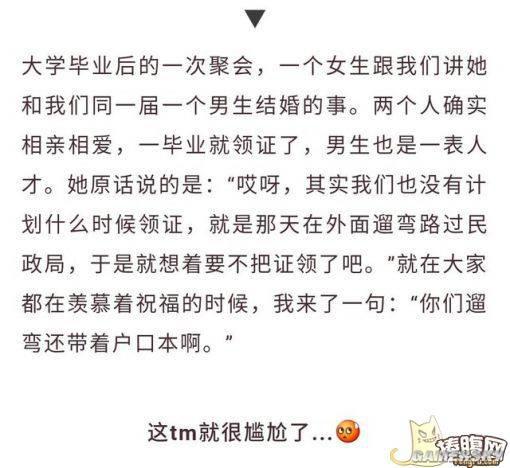 大学毕业后的一次聚会，一个女生跟我们讲她
和我们同一届一个男生结婚的事。两个人确实
相亲相爱，一毕业就领证了，男生也是一表人
才。她原话说的是：“哎呀，其实我们也没有计
划什么时候领证，就是那天在外面遛弯路过民
政局，于是就想着要不把证领了吧。”就在大家
都在羡慕着祝福的时候，我来了一句：“你们遛
弯还带着户口本啊。”
这tm就很尴尬了...
捧腹网